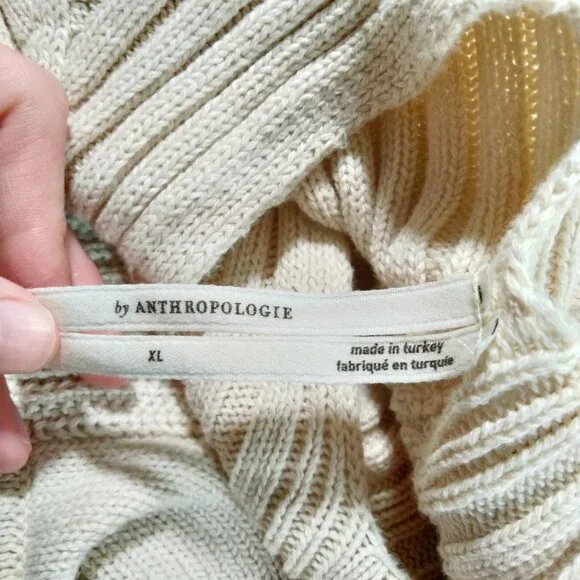 by ANTHROPOLOGIE
XL
made in turkey
fabriqué en turquie